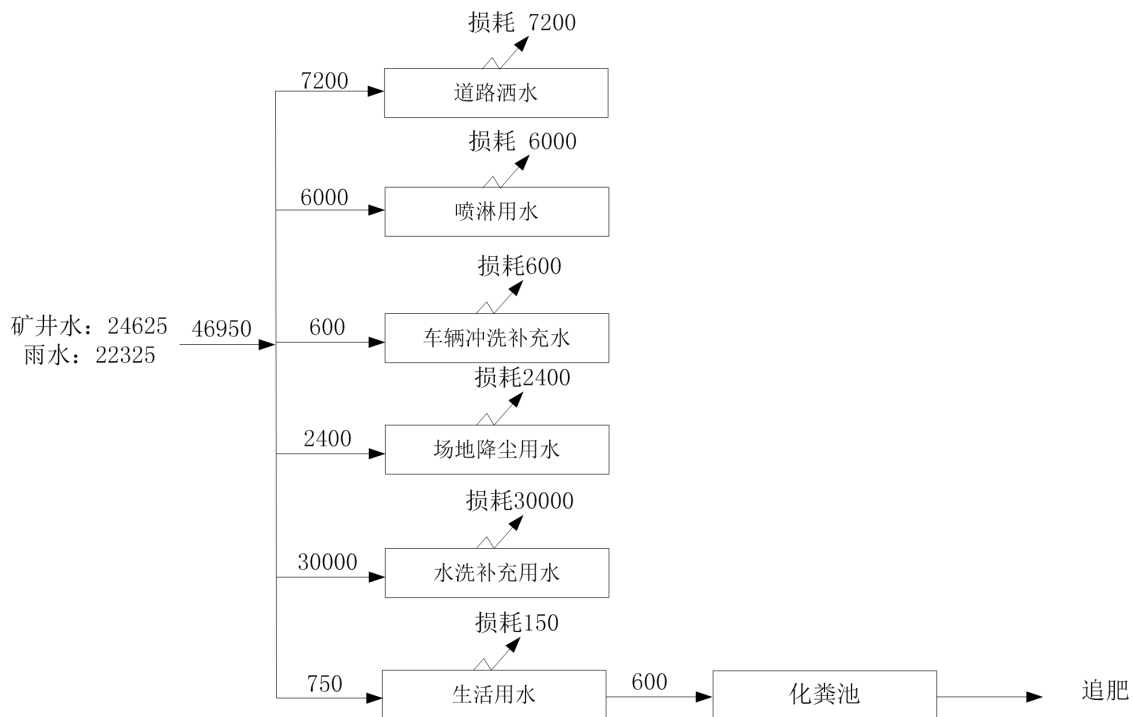 损耗 7200
7200
道路洒水
损耗 6000
6000
喷淋用水
损耗600
矿井水：24625
雨水：22325
46950
600
车辆冲洗补充水
损耗2400
2400
场地降尘用水
损耗30000
30000
水洗补充用水
损耗150
750
生活用水
600
化粪池
追肥